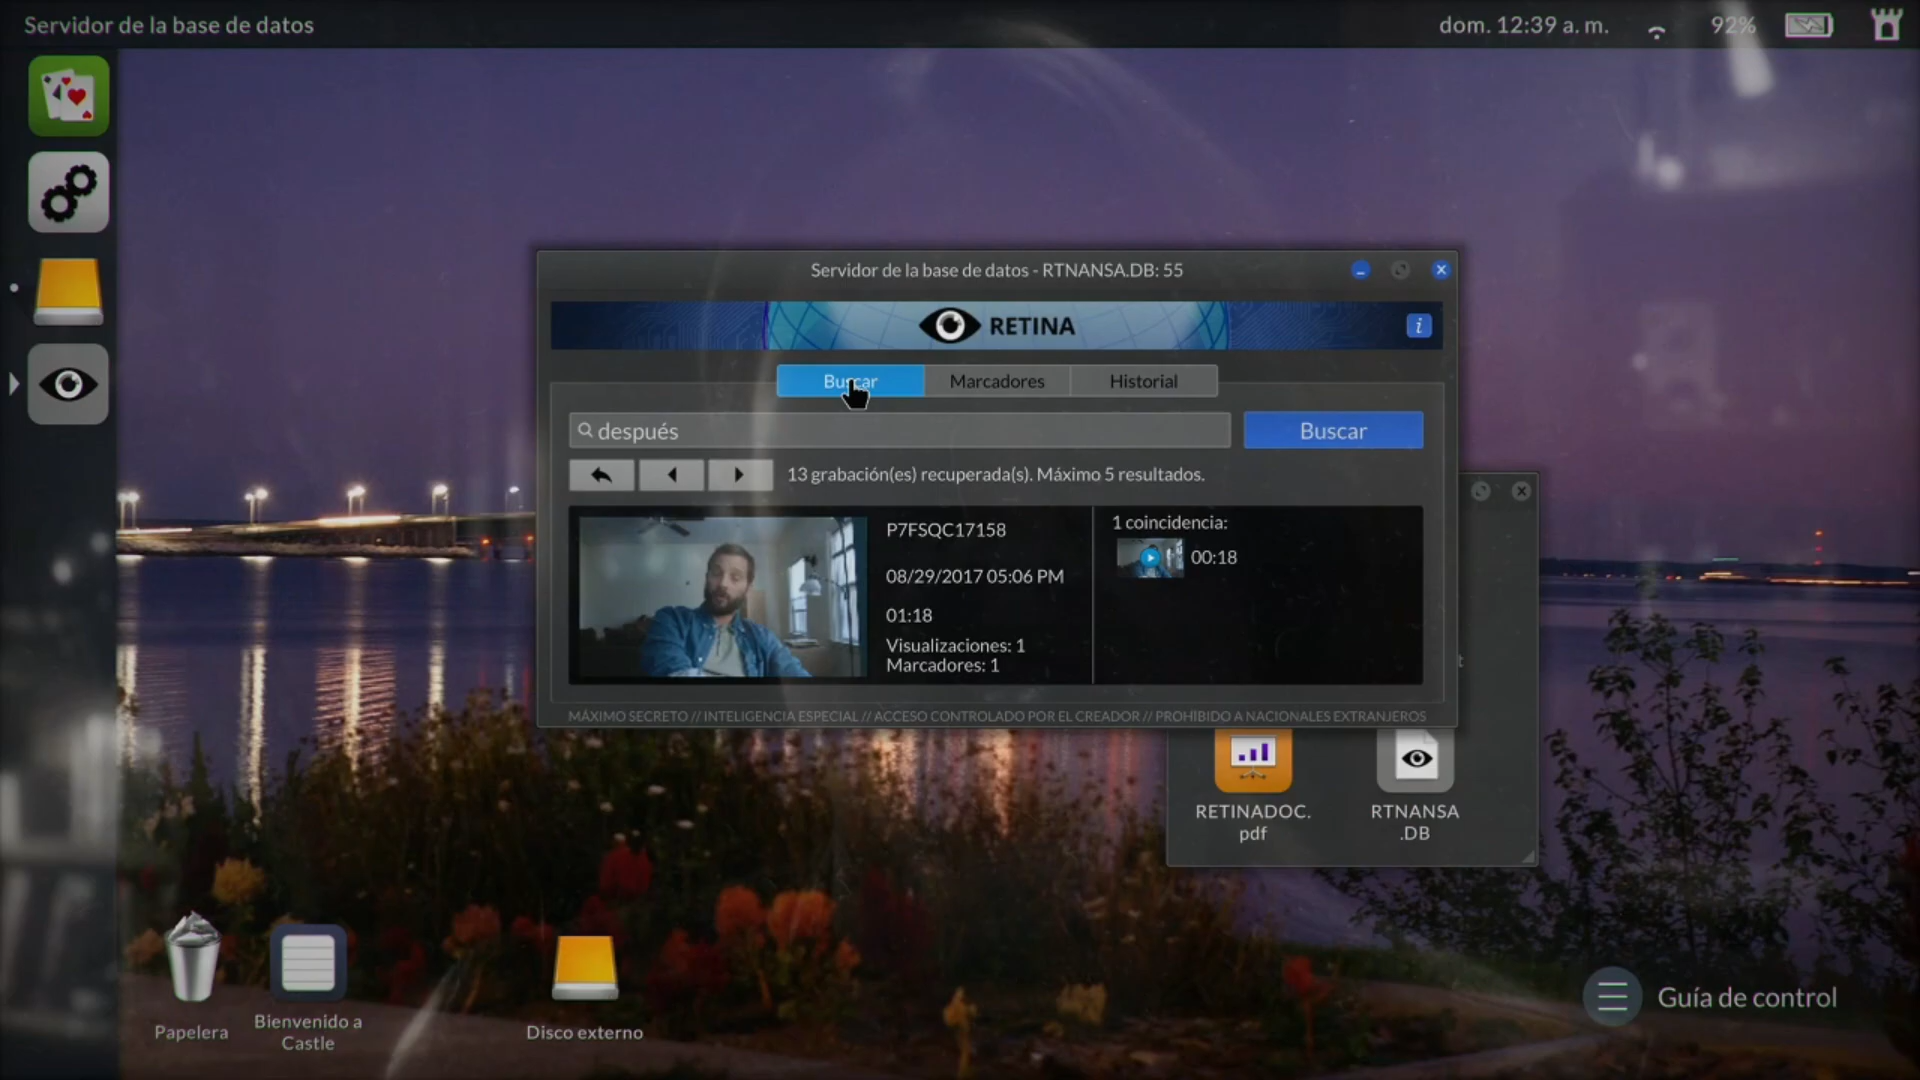 Servidor de la base de datos
dom. 12:39 a. m.
92%
Servidor de la base de datos - RTNANSA.DB: 55
RETINA
i
Buscar
Marcadores
Historial
después
Buscar
13 grabación(es) recuperada(s). Máximo 5 resultados.
P7FSQC17158
08/29/2017 05:06 PM
01:18
Visualizaciones: 1
Marcadores: 1
1 coincidencia:
00:18
MÁXIMO SECRETO // INTELIGENCIA ESPECIAL // ACCESO CONTROLADO POR EL CREADOR // PROHIBIDO A NACIONALES EXTRANJEROS
RETINADOC.
pdf
RTNANSA
.DB
Papelera
Bienvenido a
Castle
Disco externo
Guía de control